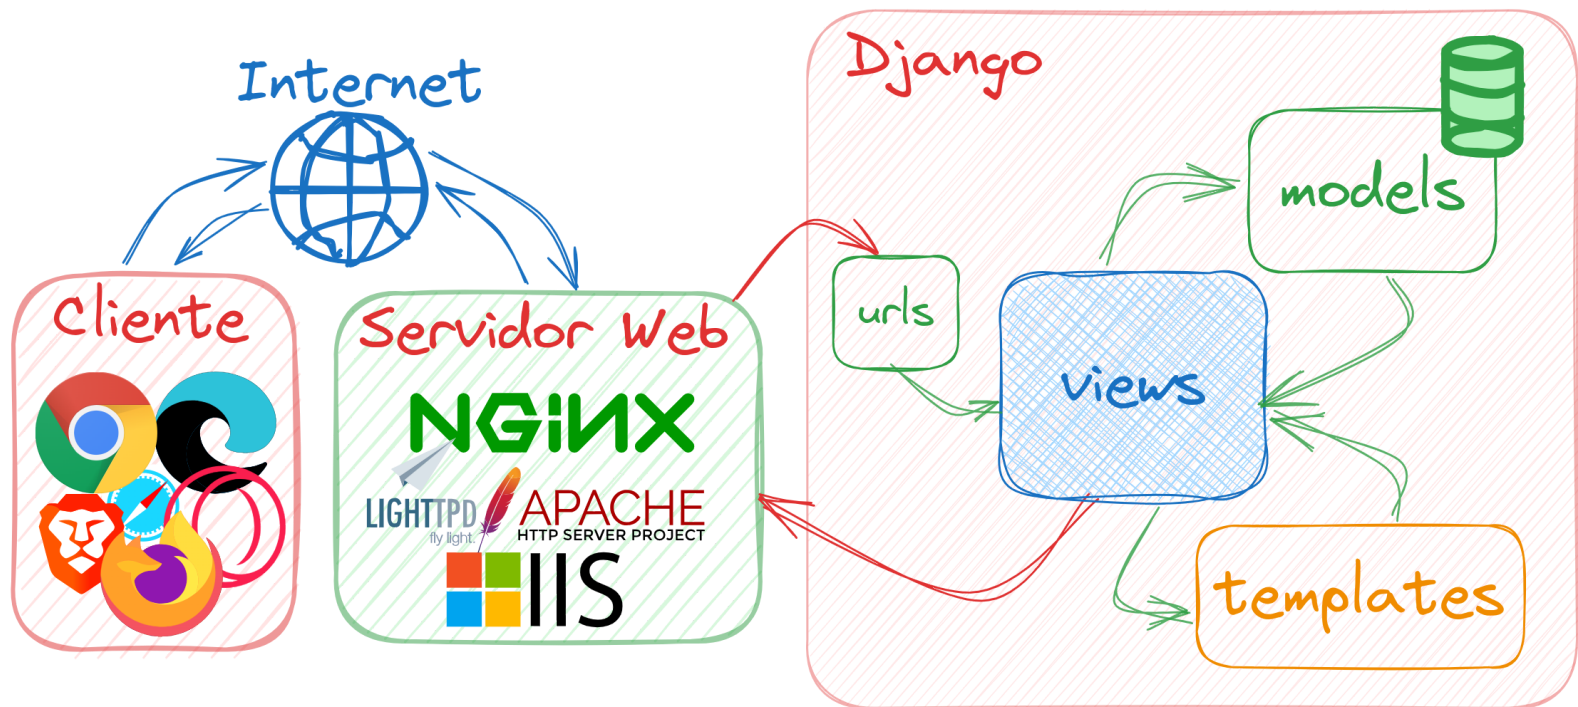 Internet
Django
models
Cliente
Servidor Web
urls
views
NGINX
LIGHTTPD
fly light.
APACHE
HTTP SERVER PROJECT
IIS
templates